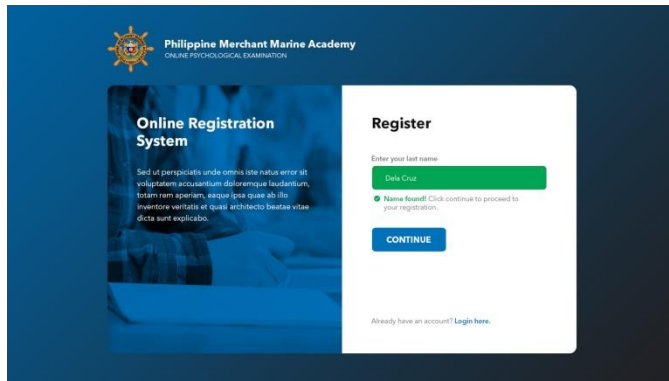 Philippine Merchant Marine Academy
ONLINE PSYCHOLOGICAL EXAMINATION
Online Registration
System
Sed ut perspiciatis unde omnis iste natus error sit
voluptatem accusantium doloremque laudantium,
totam rem aperiam, eaque ipsa quae ab illo
inventore veritatis et quasi architecto beatae vitae
dicta sunt explicabo.
Register
Enter your last name
Dela Cruz
Name found! Click continue to proceed to
your registration.
CONTINUE
Already have an account? Login here.